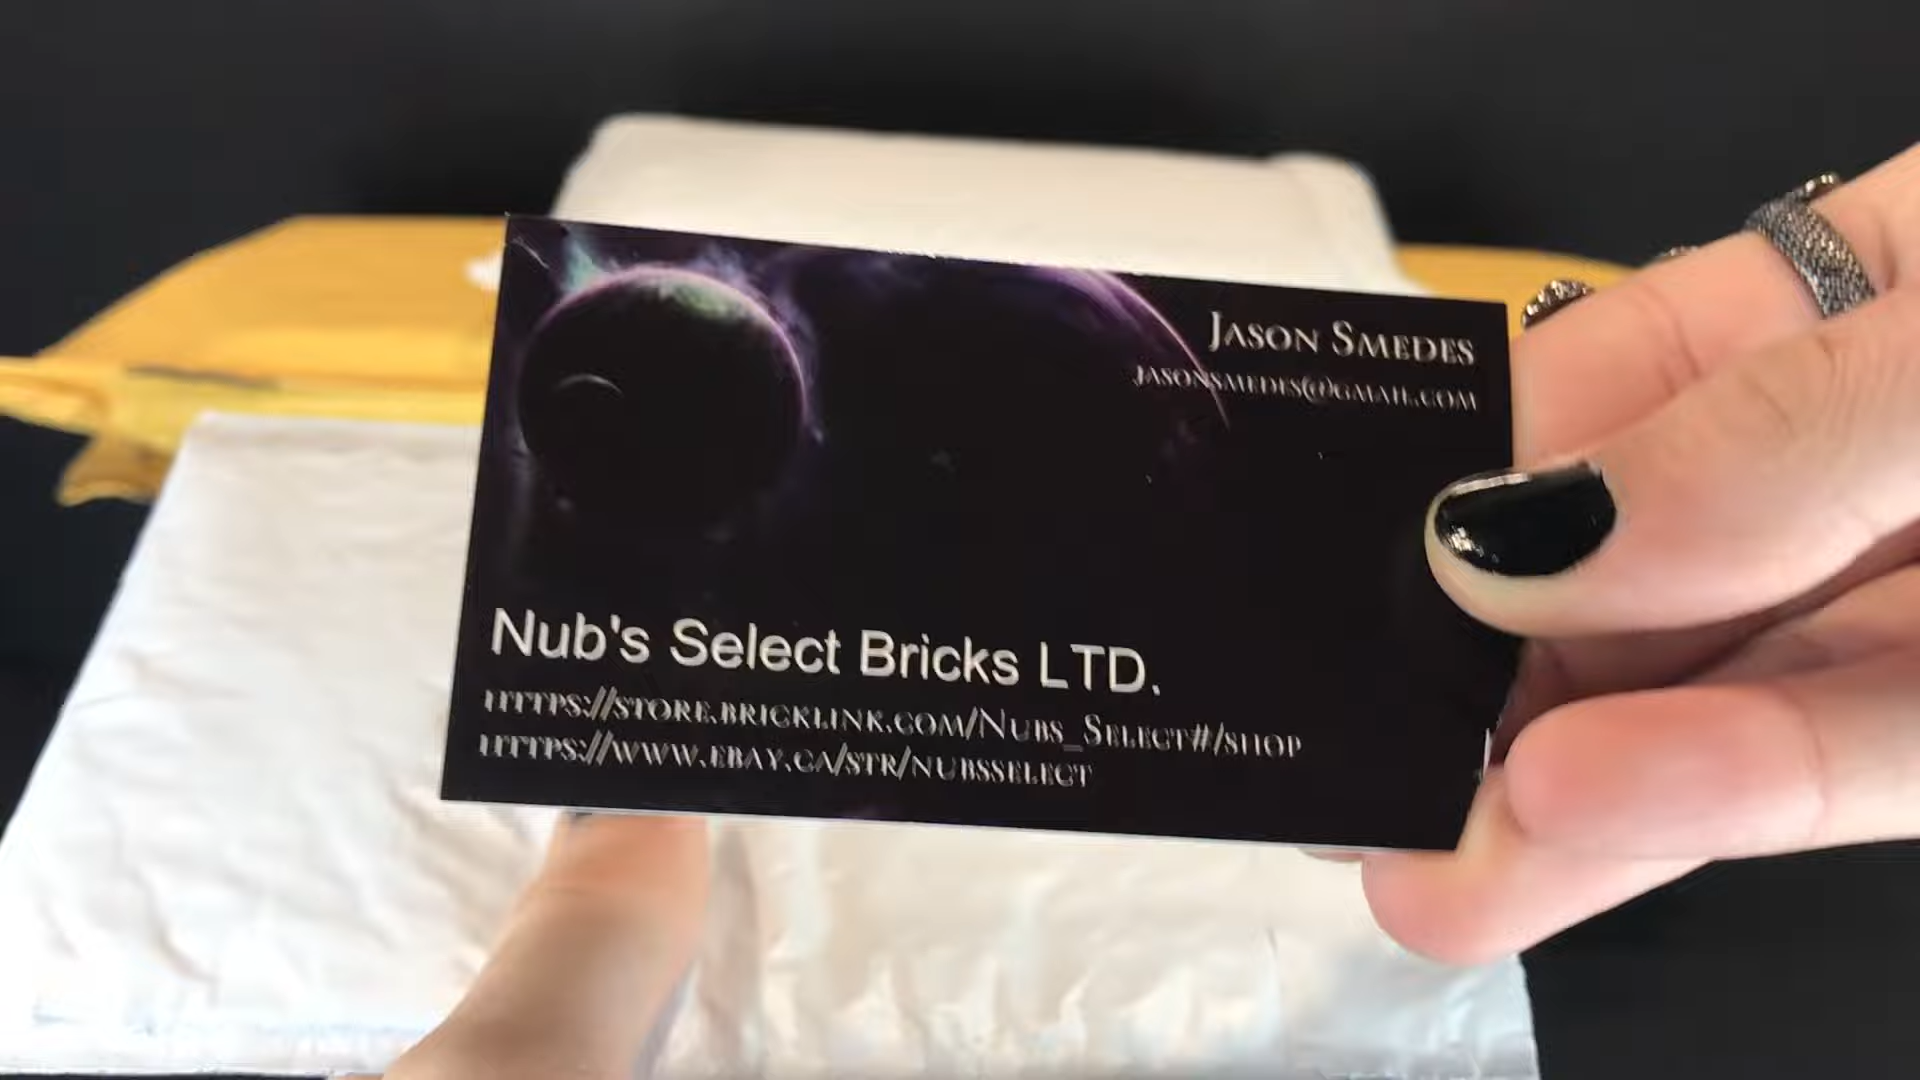 Jason Smedes
jasonsmedes@gmail.com
Nub's Select Bricks LTD.
https://store.bricklink.com/Nubs_Select#/shop
https://www.ebay.ca/str/nubsselect